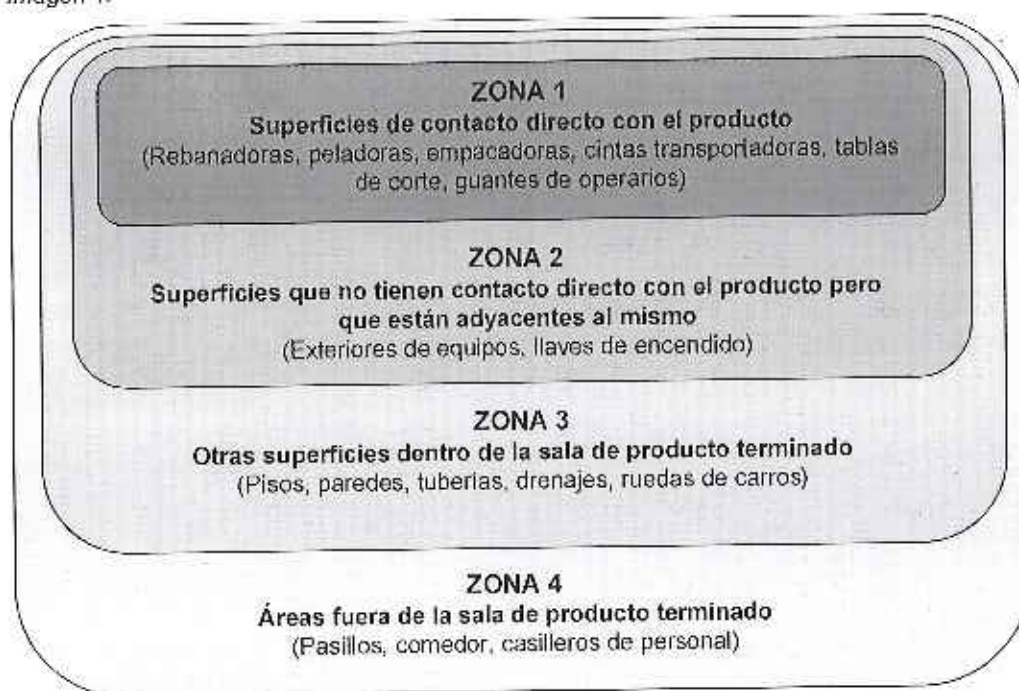 Imagen 1.
ZONA 1
Superficies de contacto directo con el producto
(Rebanadoras, peladoras, empacadoras, cintas transportadoras, tablas
de corte, guantes de operarios)
ZONA 2
Superficies que no tienen contacto directo con el producto pero
que están adyacentes al mismo
(Exteriores de equipos, llaves de encendido)
ZONA 3
Otras superficies dentro de la sala de producto terminado
(Pisos, paredes, tuberías, drenajes, ruedas de carros)
ZONA 4
Áreas fuera de la sala de producto terminado
(Pasillos, comedor, casilleros de personal)